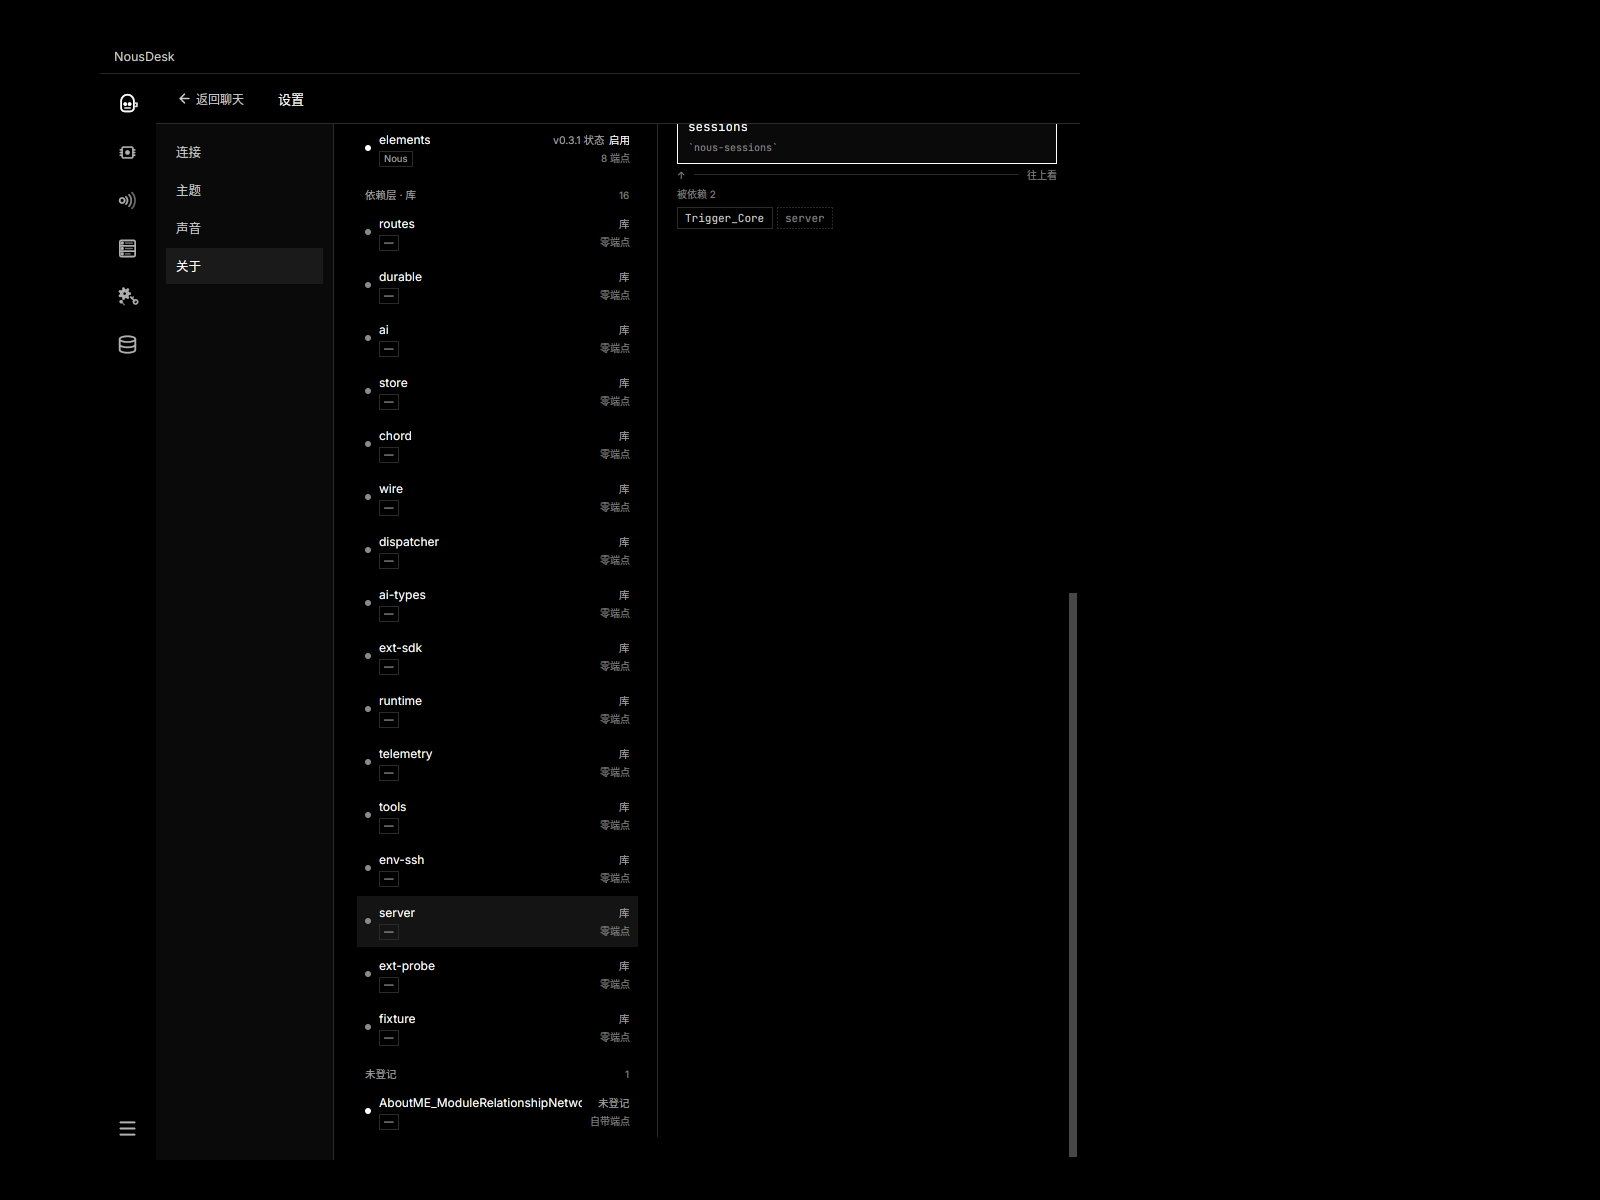 NousDesk
返回聊天
设置
连接
主题
声音
关于
elements
v0.3.1 状态 启用
Nous
8 端点
依赖层 · 库
16
routes
库
—
零端点
durable
库
—
零端点
ai
库
—
零端点
store
库
—
零端点
chord
库
—
零端点
wire
库
—
零端点
dispatcher
库
—
零端点
ai-types
库
—
零端点
ext-sdk
库
—
零端点
runtime
库
—
零端点
telemetry
库
—
零端点
tools
库
—
零端点
env-ssh
库
—
零端点
server
库
—
零端点
ext-probe
库
—
零端点
fixture
库
—
零端点
未登记
1
AboutME_ModuleRelationshipNetwo
未登记
—
自带端点
sessions
`nous-sessions`
↑
往上看
被依赖 2
Trigger_Core
server